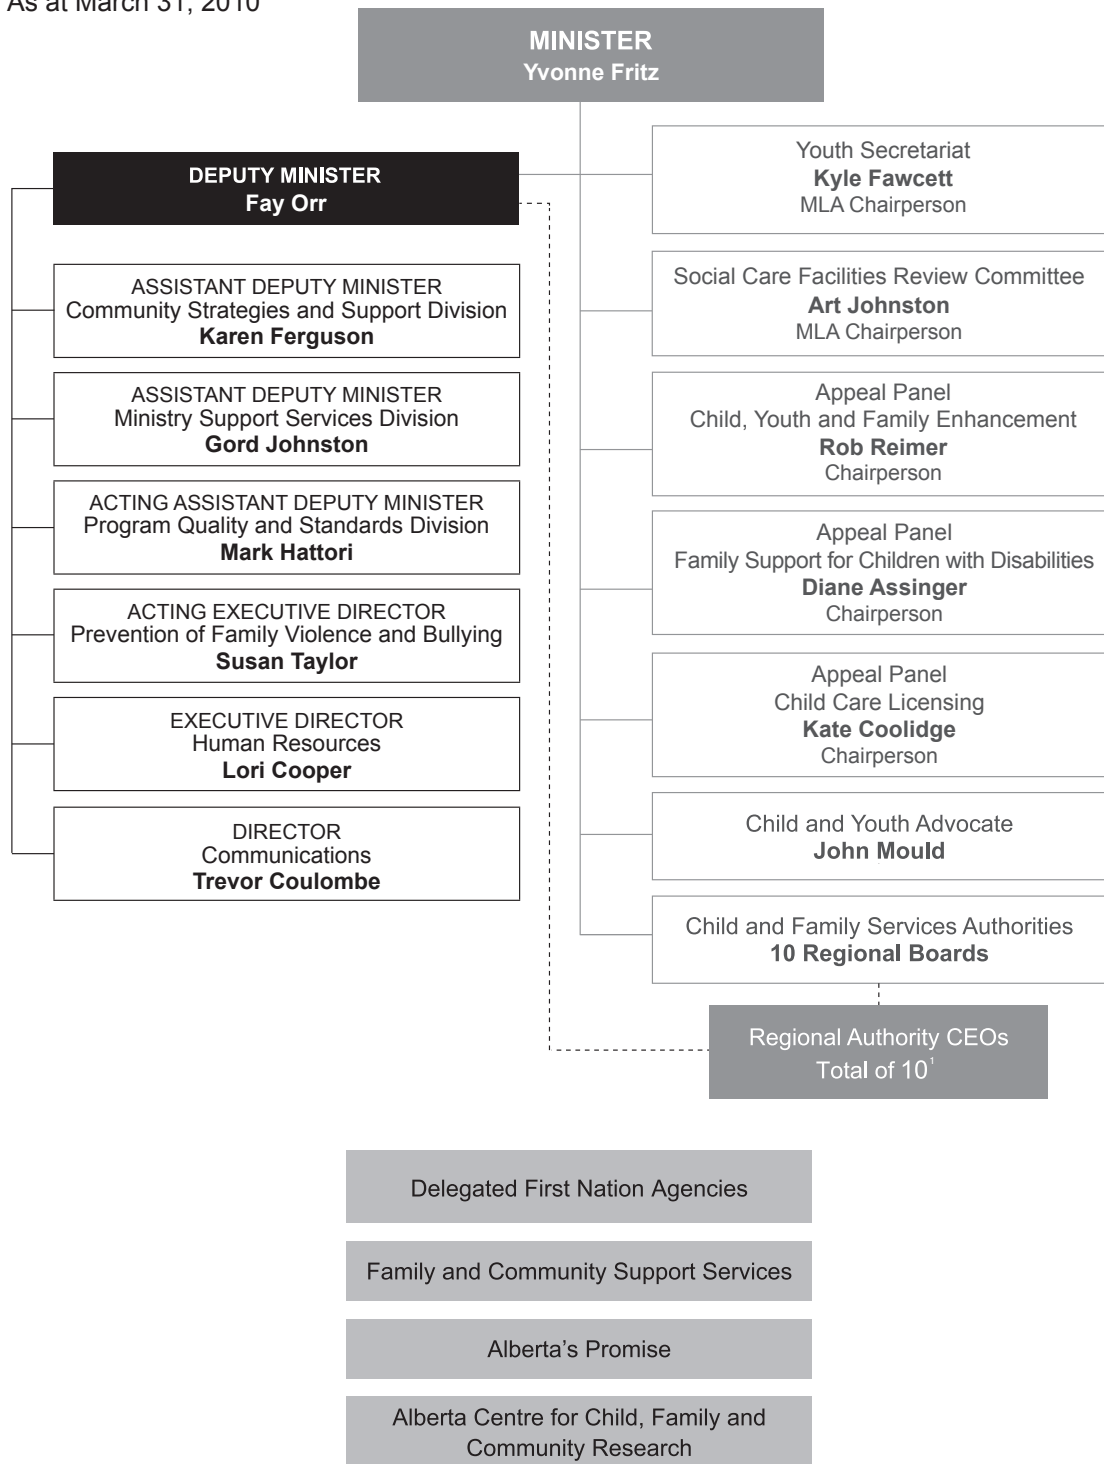 As at March 31, 2010
MINISTER
Yvonne Fritz
DEPUTY MINISTER
Fay Orr
ASSISTANT DEPUTY MINISTER
Community Strategies and Support Division
Karen Ferguson
ASSISTANT DEPUTY MINISTER
Ministry Support Services Division
Gord Johnston
ACTING ASSISTANT DEPUTY MINISTER
Program Quality and Standards Division
Mark Hattori
ACTING EXECUTIVE DIRECTOR
Prevention of Family Violence and Bullying
Susan Taylor
EXECUTIVE DIRECTOR
Human Resources
Lori Cooper
DIRECTOR
Communications
Trevor Coulombe
Youth Secretariat
Kyle Fawcett
MLA Chairperson
Social Care Facilities Review Committee
Art Johnston
MLA Chairperson
Appeal Panel
Child, Youth and Family Enhancement
Rob Reimer
Chairperson
Appeal Panel
Family Support for Children with Disabilities
Diane Assinger
Chairperson
Appeal Panel
Child Care Licensing
Kate Coolidge
Chairperson
Child and Youth Advocate
John Mould
Child and Family Services Authorities
10 Regional Boards
Regional Authority CEOs
Total of 10¹
Delegated First Nation Agencies
Family and Community Support Services
Alberta's Promise
Alberta Centre for Child, Family and
Community Research